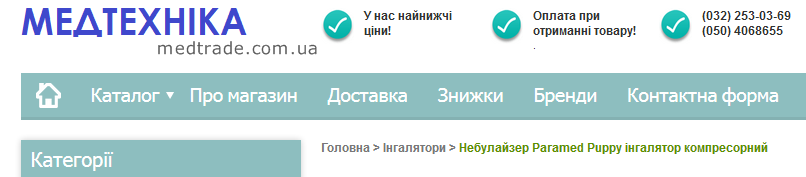 МЕДТЕХНІКА
medtrade.com.ua
У нас найнижчі
ціни!
Оплата при
отриманні товару!
.
(032) 253-03-69
(050) 4068655
Каталог Про магазин Доставка Знижки Бренди Контактна форма
Категорії
Головна > Інгалятори > Небулайзер Paramed Puppy інгалятор компресорний